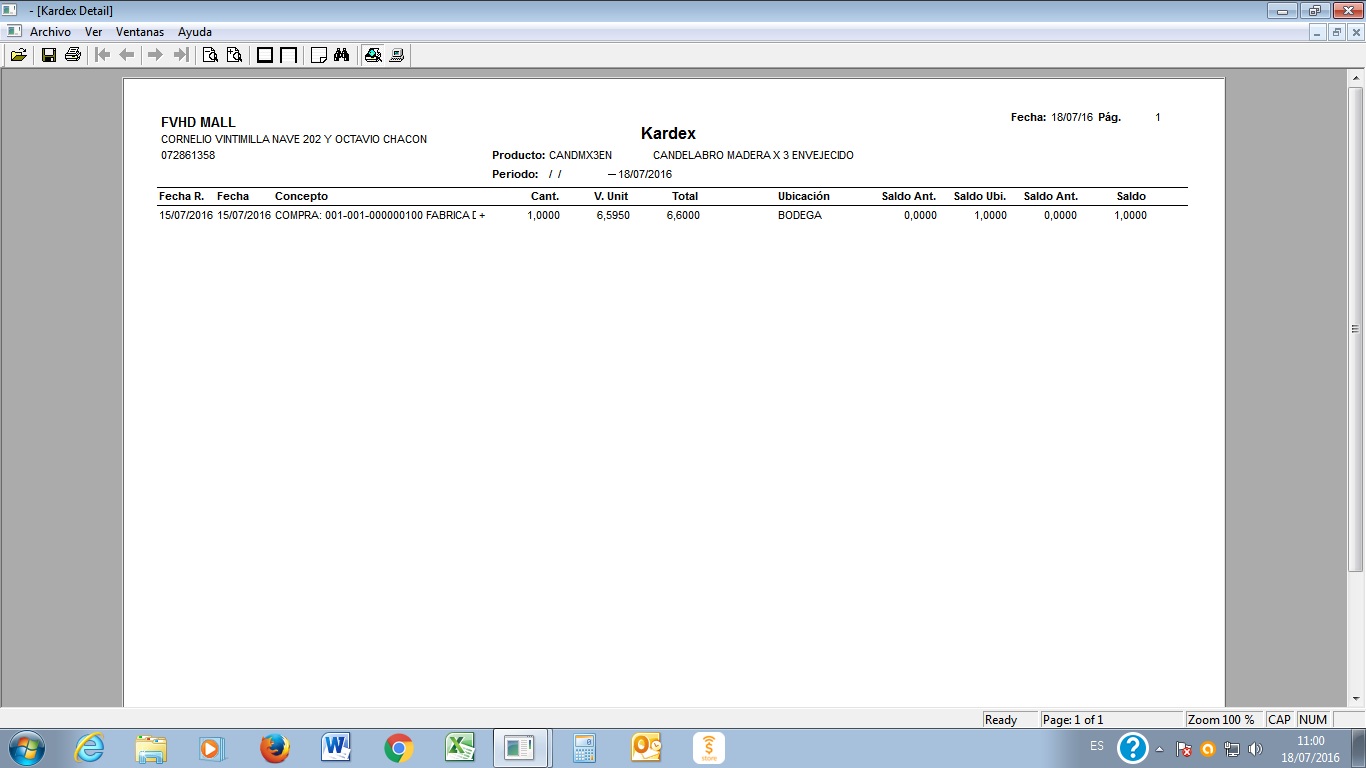 - [Kardex Detail]
Archivo Ver Ventanas Ayuda
Fecha: 18/07/16 Pág. 1
FVHD MALL
Kardex
CORNELIO VINTIMILLA NAVE 202 Y OCTAVIO CHACON
072861358 Producto: CANDMX3EN CANDELABRO MADERA X 3 ENVEJECIDO
Periodo: / / — 18/07/2016
Fecha R. Fecha Concepto Cant. V. Unit Total Ubicación Saldo Ant. Saldo Ubi. Saldo Ant. Saldo
15/07/2016 15/07/2016 COMPRA: 001-001-000000100 FABRICA D + 1,0000 6,5950 6,6000 BODEGA 0,0000 1,0000 0,0000 1,0000
Ready Page: 1 of 1 Zoom 100 % CAP NUM
ES
store
11:00
18/07/2016